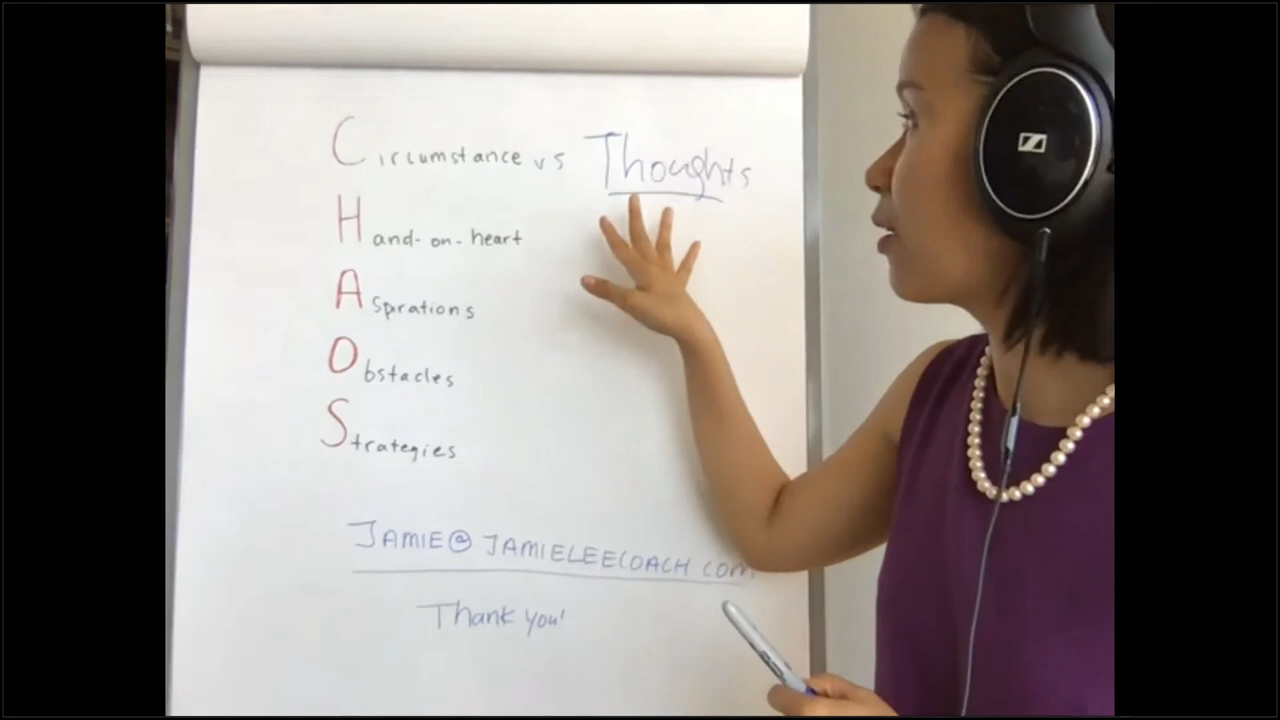 Circumstance vs Thoughts
Hand-on-heart
Asprations
Obstacles
Strategies
JAMIE@JAMIELEECOACH COM
Thank you!